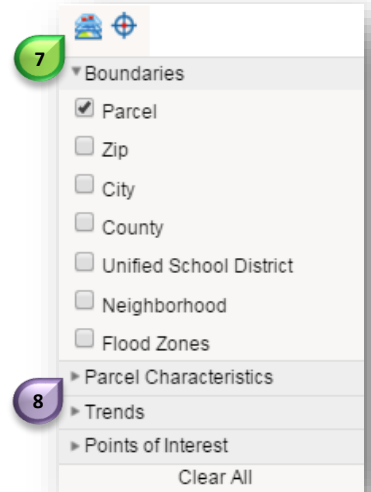 7
Boundaries
Parcel
Zip
City
County
Unified School District
Neighborhood
Flood Zones
Parcel Characteristics
8
Trends
Points of Interest
Clear All